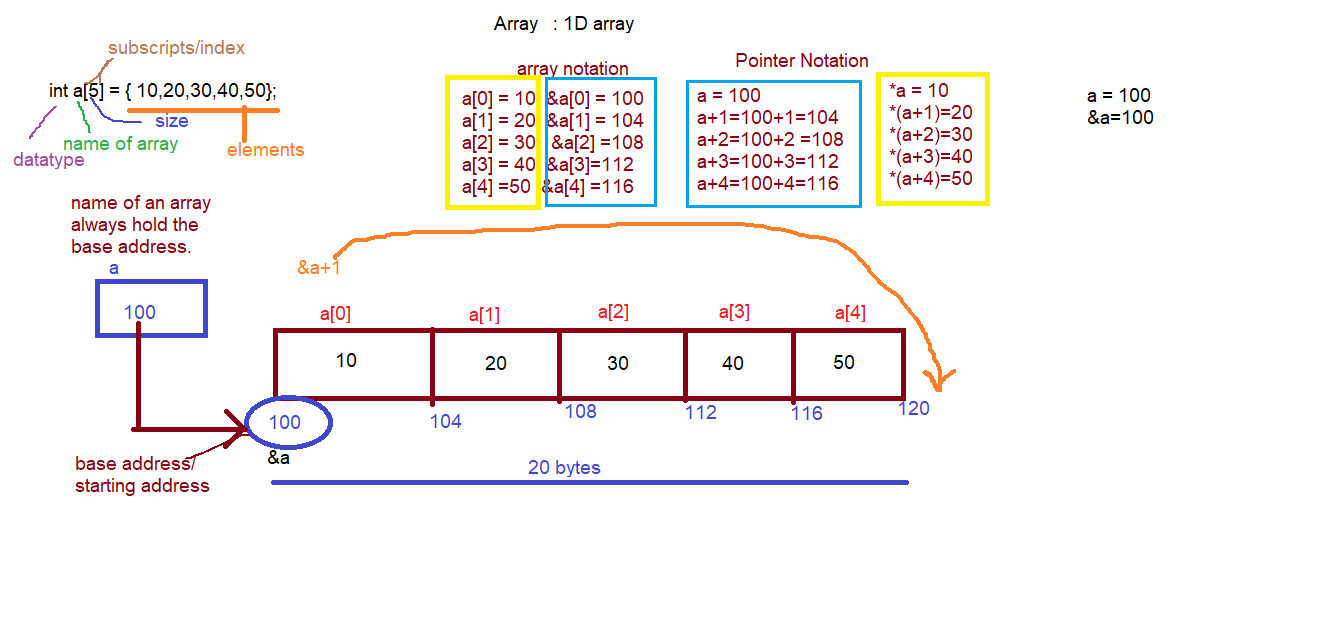 Array : 1D array
subscripts/index
int a[5] = { 10,20,30,40,50};
size
name of array
elements
datatype
array notation
a[0] = 10 &a[0] = 100
a[1] = 20 &a[1] = 104
a[2] = 30 &a[2] =108
a[3] = 40 &a[3]=112
a[4] =50 &a[4] =116
Pointer Notation
a = 100
a+1=100+1=104
a+2=100+2 =108
a+3=100+3=112
a+4=100+4=116
*a = 10
*(a+1)=20
*(a+2)=30
*(a+3)=40
*(a+4)=50
a = 100
&a=100
name of an array
always hold the
base address.
a
100
&a+1
a[0] a[1] a[2] a[3] a[4]
10 20 30 40 50
100 104 108 112 116 120
&a
base address/
starting address
20 bytes